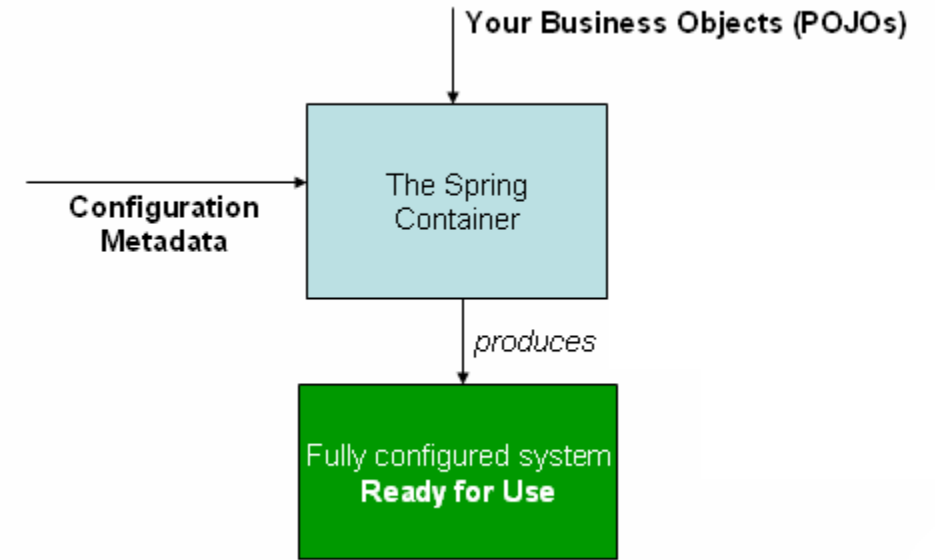 Your Business Objects (POJOs)
The Spring
Container
Configuration
Metadata
produces
Fully configured system
Ready for Use